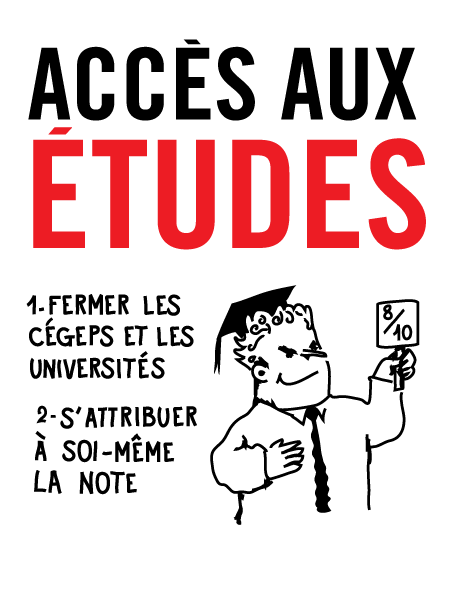 ACCÈS AUX
ÉTUDES
1-FERMER LES
CÉGEPS ET LES
UNIVERSITÉS
2-S'ATTRIBUER
À SOI-MÊME
LA NOTE
8/10